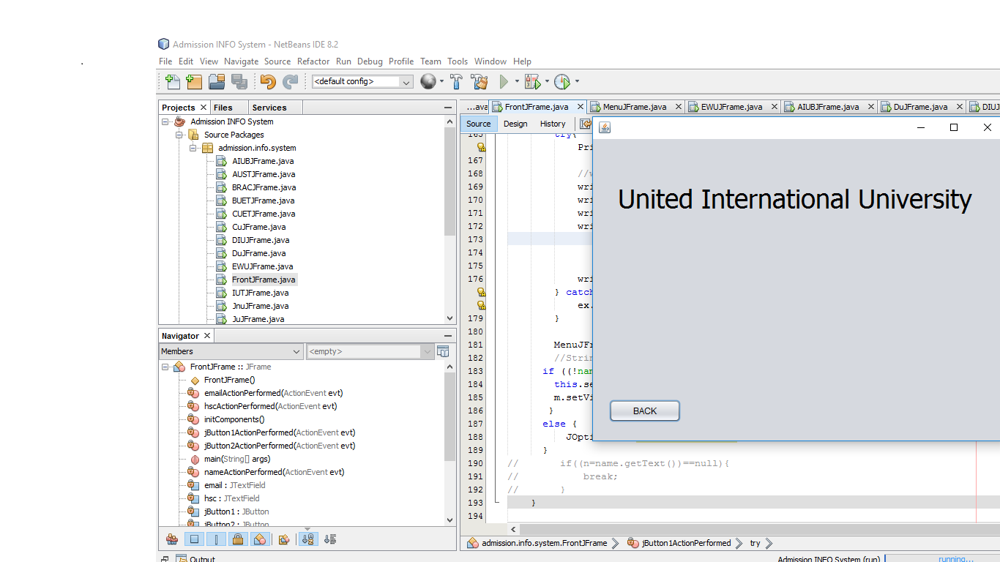 Admission INFO System - NetBeans IDE 8.2
File Edit View Navigate Source Refactor Run Debug Profile Team Tools Window Help
<default config>
Projects Files Services
Admission INFO System
Source Packages
admission.info.system
AIUBJFrame.java
AUSTJFrame.java
BRACJFrame.java
BUETJFrame.java
CUETJFrame.java
CuJFrame.java
DIUJFrame.java
DuJFrame.java
EWUJFrame.java
FrontJFrame.java
IUTJFrame.java
JnuJFrame.java
JuJFrame.java
Navigator
Members <empty>
FrontJFrame :: JFrame
FrontJFrame()
emailActionPerformed(ActionEvent evt)
hscActionPerformed(ActionEvent evt)
initComponents()
jButton1ActionPerformed(ActionEvent evt)
jButton2ActionPerformed(ActionEvent evt)
main(String[] args)
nameActionPerformed(ActionEvent evt)
email : JTextField
hsc : JTextField
jButton1 : JButton
jButton2 : JButton
Output
...ava FrontJFrame.java MenuJFrame.java EWUJFrame.java AIUBJFrame.java DuJFrame.java DIUJ
Source Design History
165 try{
Pri
167
168 //w
169 wri
170 wri
171 wri
172 wri
173
174
175
176 wri
} catch
ex.
179 }
180
181 MenuJFr
182 //Strin
183 if ((!nam
184 this.se
185 m.setVi
186 }
187 else {
188 JOpti
189 }
190 // if((n=name.getText())==null){
191 // break;
192 // }
193 }
194
United International University
BACK
admission.info.system.FrontJFrame jButton1ActionPerformed try
Admission INFO System (run) running...